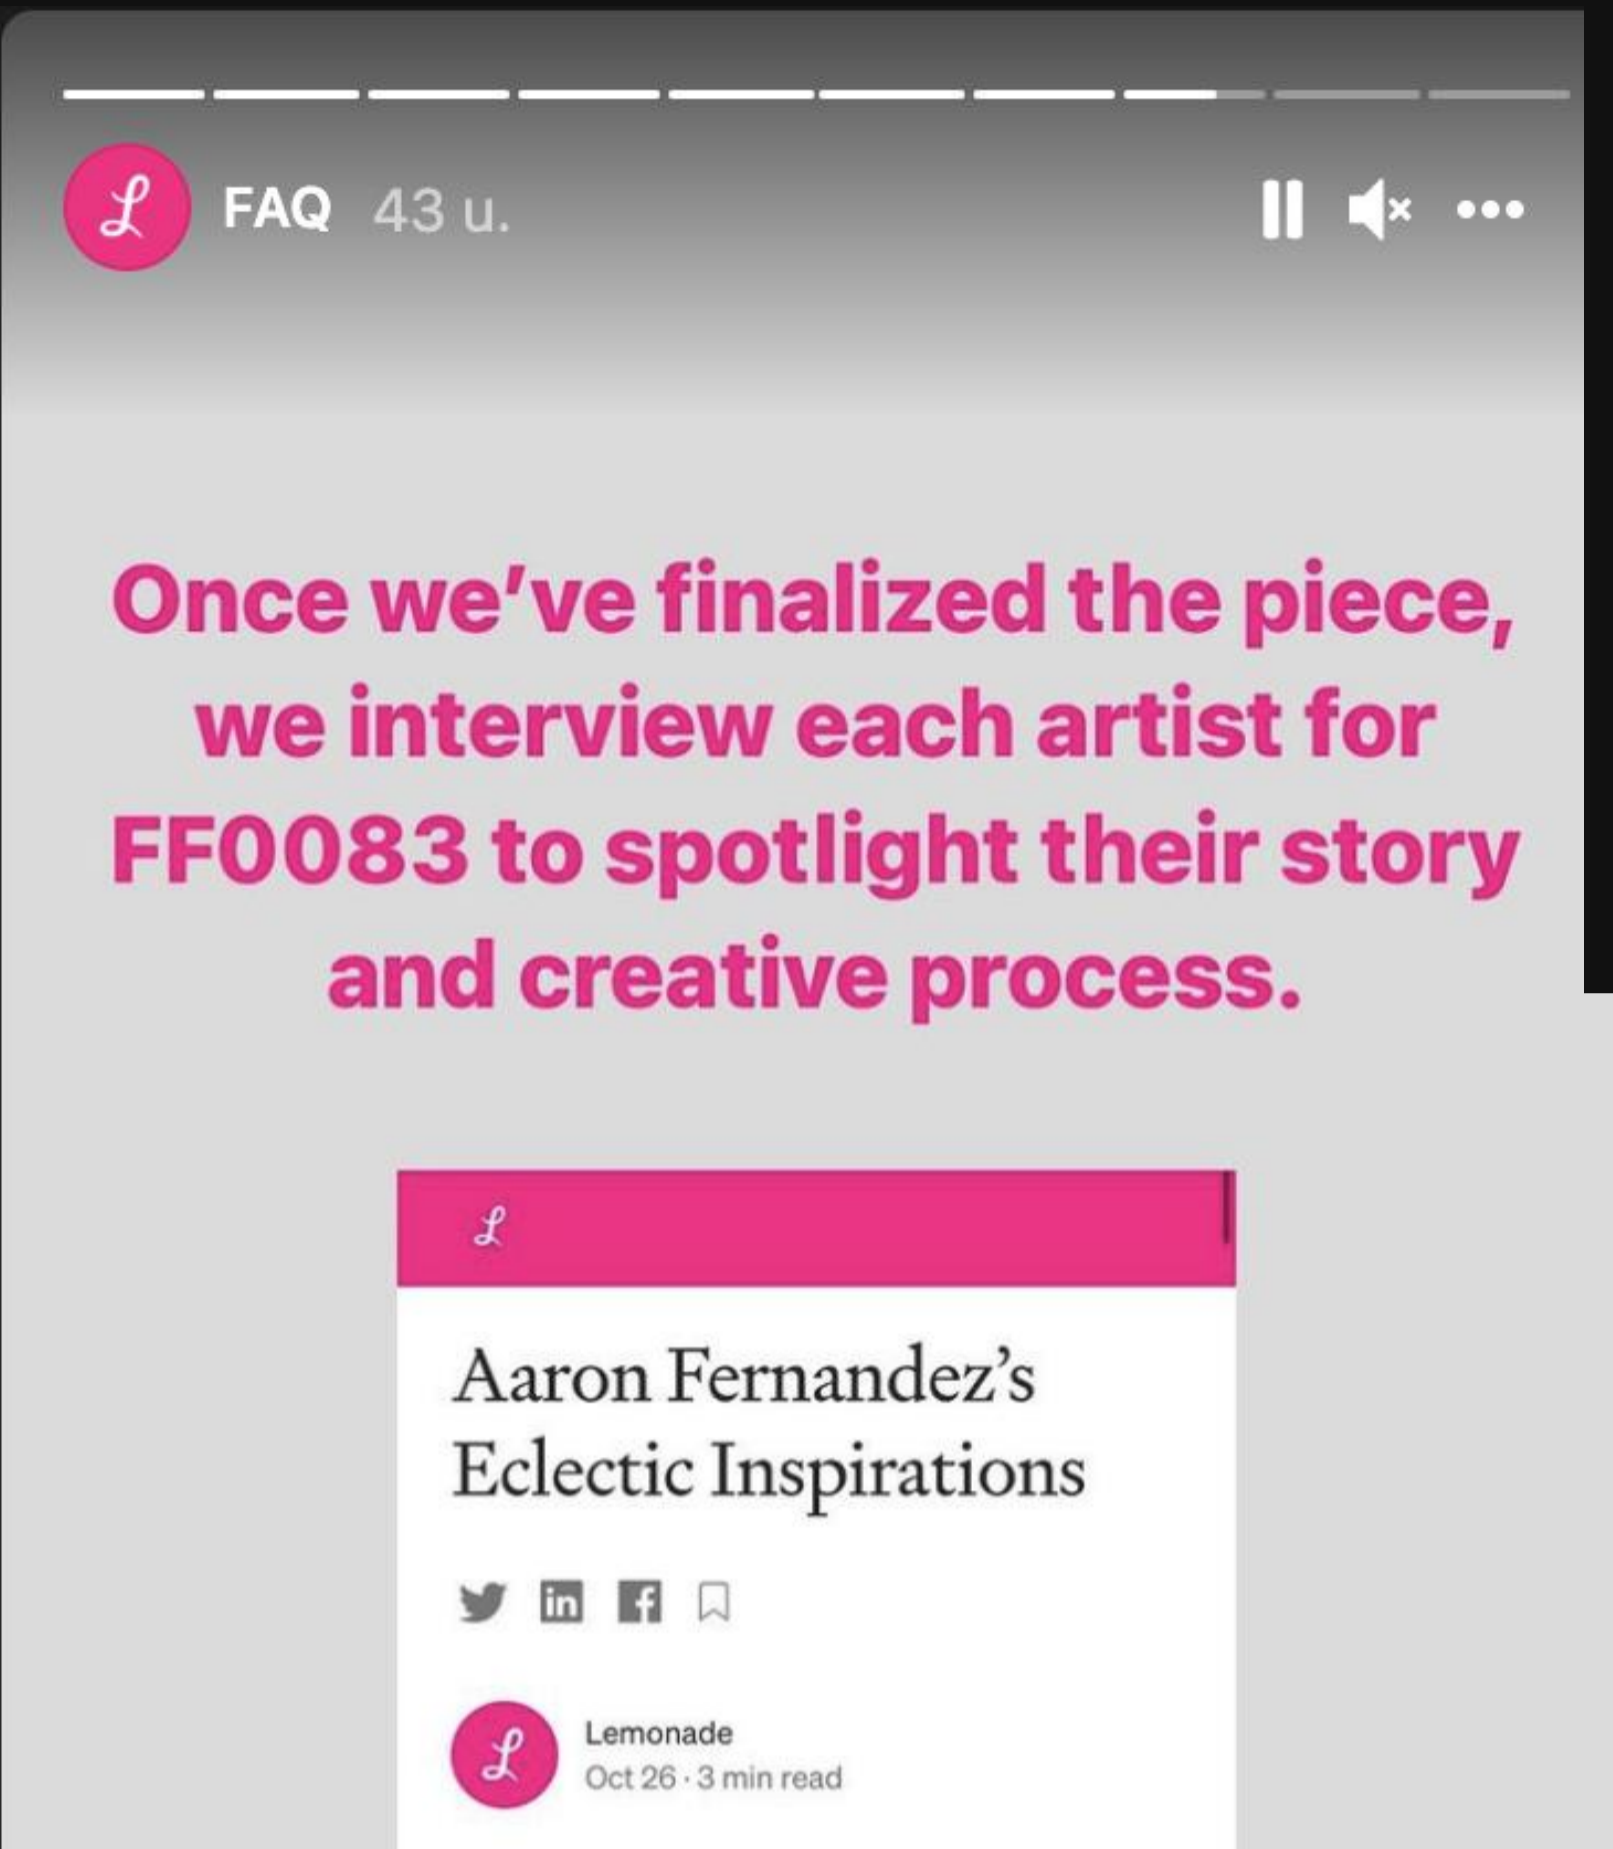 FAQ 43 u.
Once we’ve finalized the piece,
we interview each artist for
FF0083 to spotlight their story
and creative process.
L
Aaron Fernandez’s
Eclectic Inspirations
Lemonade
Oct 26 · 3 min read